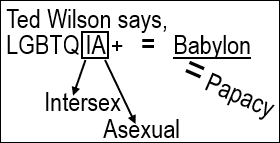 Ted Wilson says,
LGBTQIA+ = Babylon
= Papacy
Intersex
Asexual